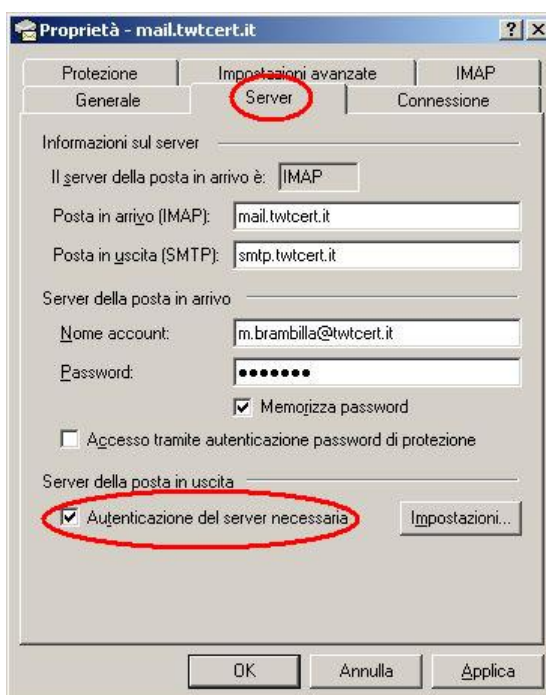 Proprietà - mail.twtcert.it
Protezione Impostazioni avanzate IMAP
Generale Server Connessione
Informazioni sul server
Il server della posta in arrivo è: IMAP
Posta in arrivo (IMAP): mail.twtcert.it
Posta in uscita (SMTP): smtp.twtcert.it
Server della posta in arrivo
Nome account: m.brambilla@twtcert.it
Password: •••••••
Memorizza password
Accesso tramite autenticazione password di protezione
Server della posta in uscita
Autenticazione del server necessaria Impostazioni...
OK Annulla Applica